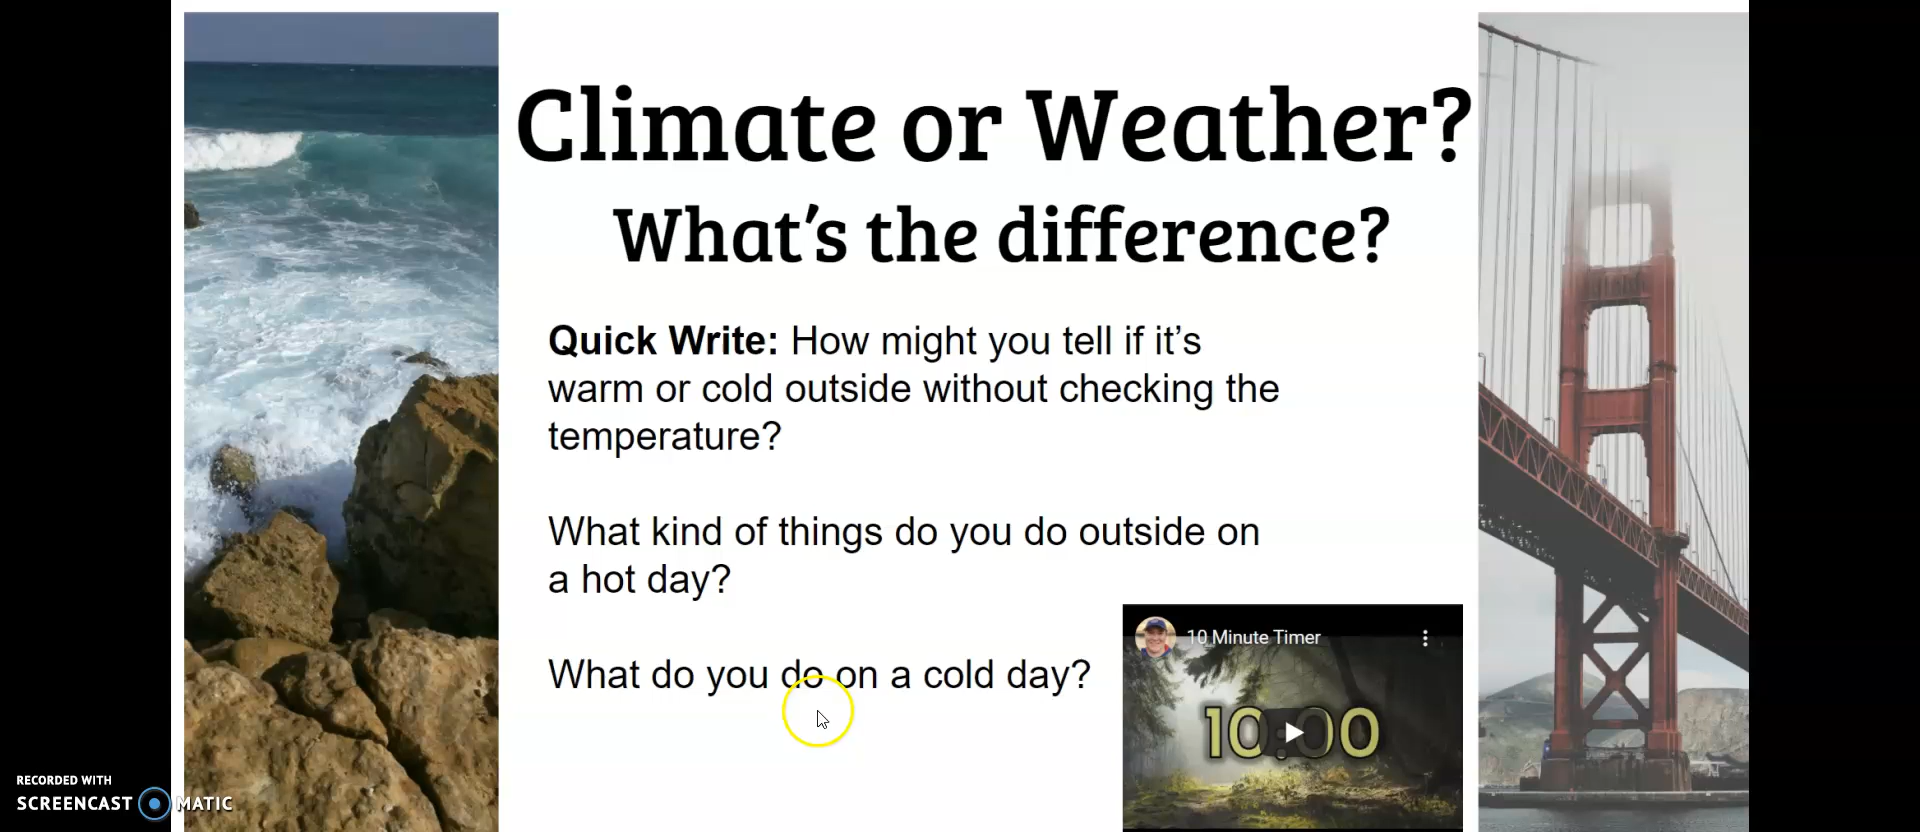 Climate or Weather?
What's the difference?
Quick Write: How might you tell if it's
warm or cold outside without checking the
temperature?
What kind of things do you do outside on
a hot day?
What do you do on a cold day?
10 Minute Timer
10:00
RECORDED WITH
SCREENCAST MATIC